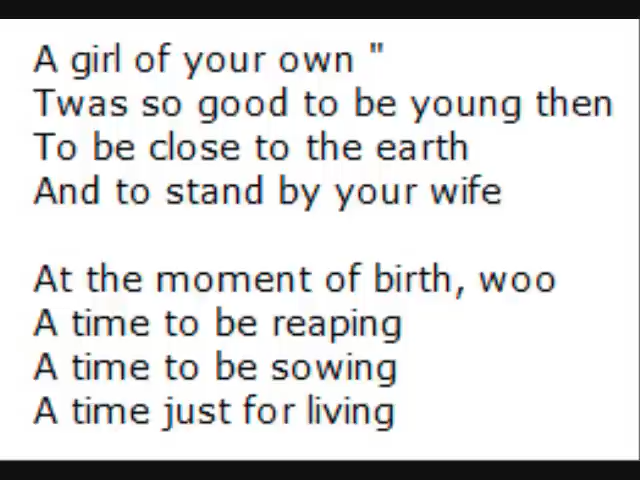 A girl of your own "
Twas so good to be young then
To be close to the earth
And to stand by your wife
At the moment of birth, woo
A time to be reaping
A time to be sowing
A time just for living